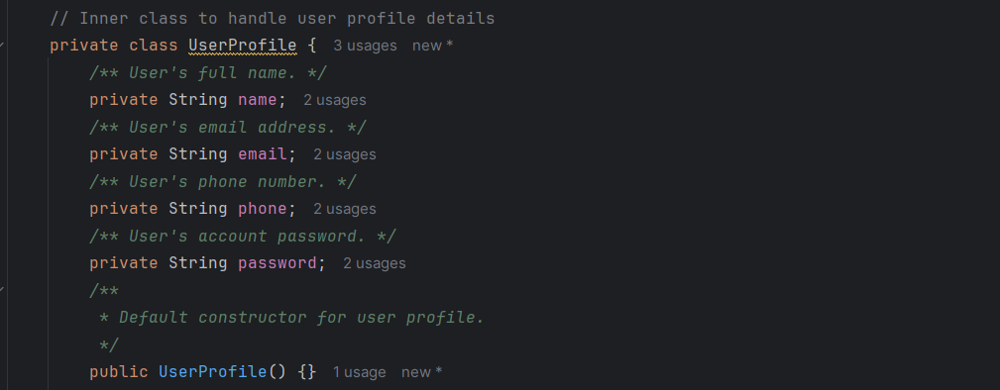 // Inner class to handle user profile details
private class UserProfile { 3 usages new *
/** User's full name. */
private String name; 2 usages
/** User's email address. */
private String email; 2 usages
/** User's phone number. */
private String phone; 2 usages
/** User's account password. */
private String password; 2 usages
/**
* Default constructor for user profile.
*/
public UserProfile() {} 1 usage new *